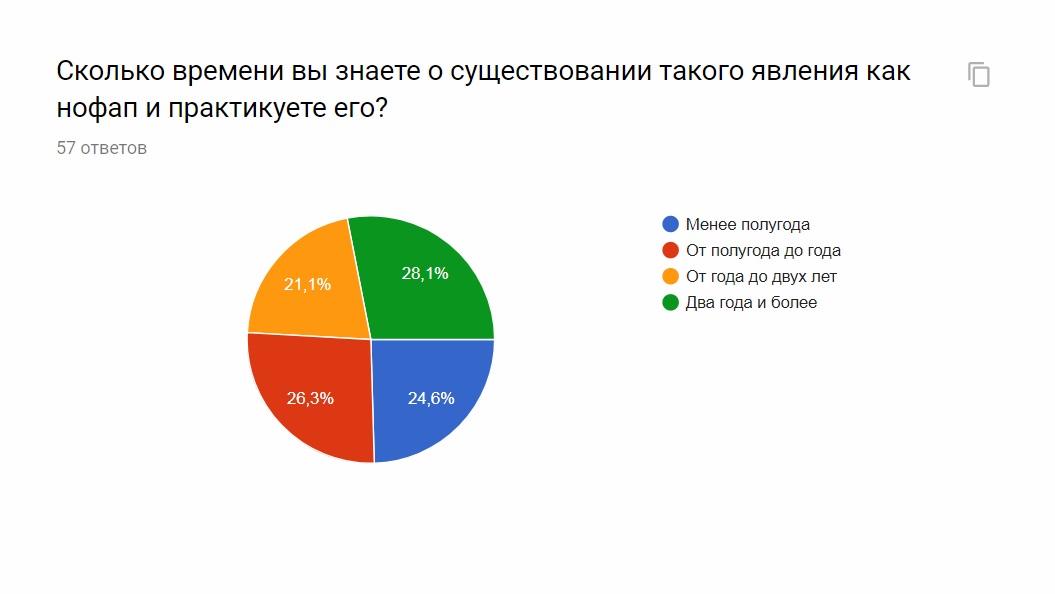 Сколько времени вы знаете о существовании такого явления как
нофап и практикуете его?
57 ответов
Менее полугода
От полугода до года
От года до двух лет
Два года и более
28,1%
21,1%
26,3%
24,6%